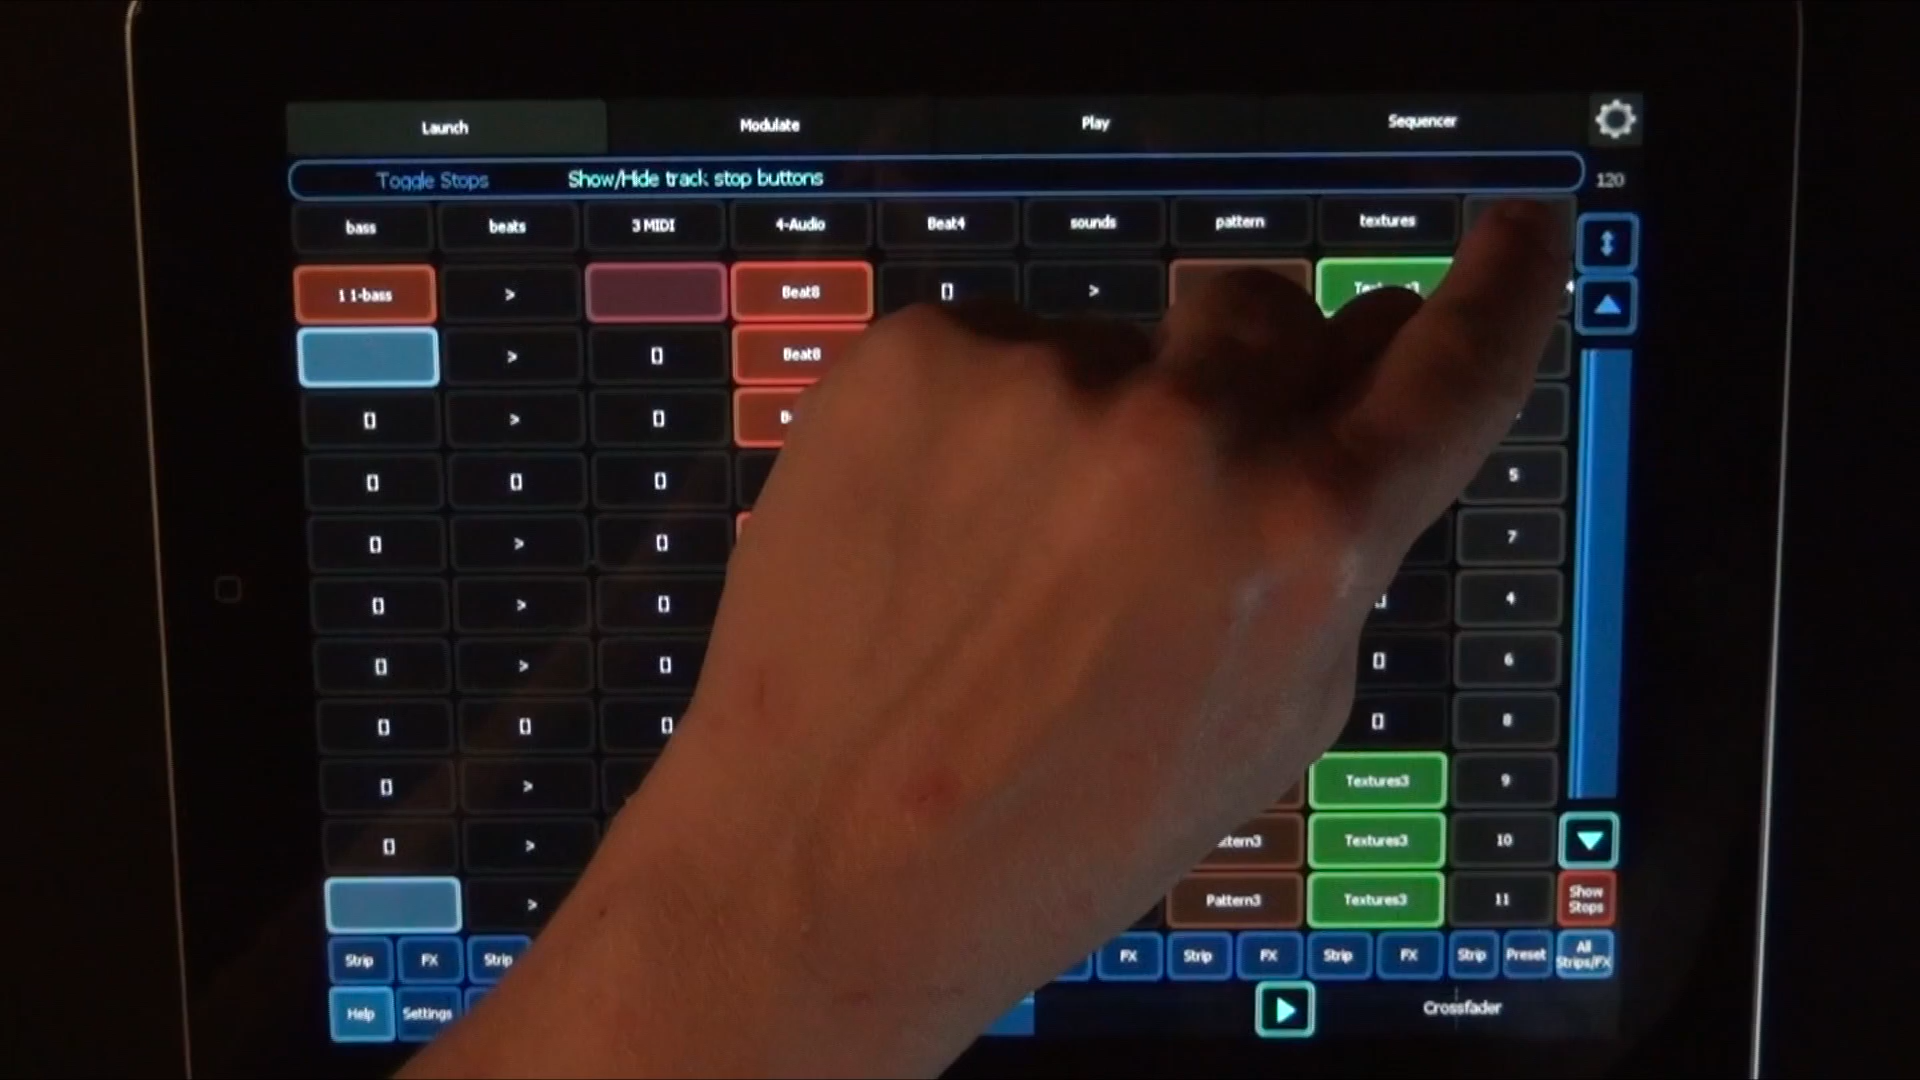 Launch Modulate Play Sequencer
Toggle Stops Show/Hide track stop buttons 120
bass beats 3 MIDI 4-Audio Beat4 sounds pattern textures
1 1-bass > Beat8 [] >
> [] Beat8
[] > []
[] [] [] 5
[] > [] 7
[] > [] 4
[] > [] [] 6
[] [] [] [] 8
[] > Textures3 9
[] > Textures3 10
> Pattern3 Textures3 11 Show Stops
Strip FX Strip FX Strip FX Strip FX Strip Preset All Strips/FX
Help Settings Crossfader